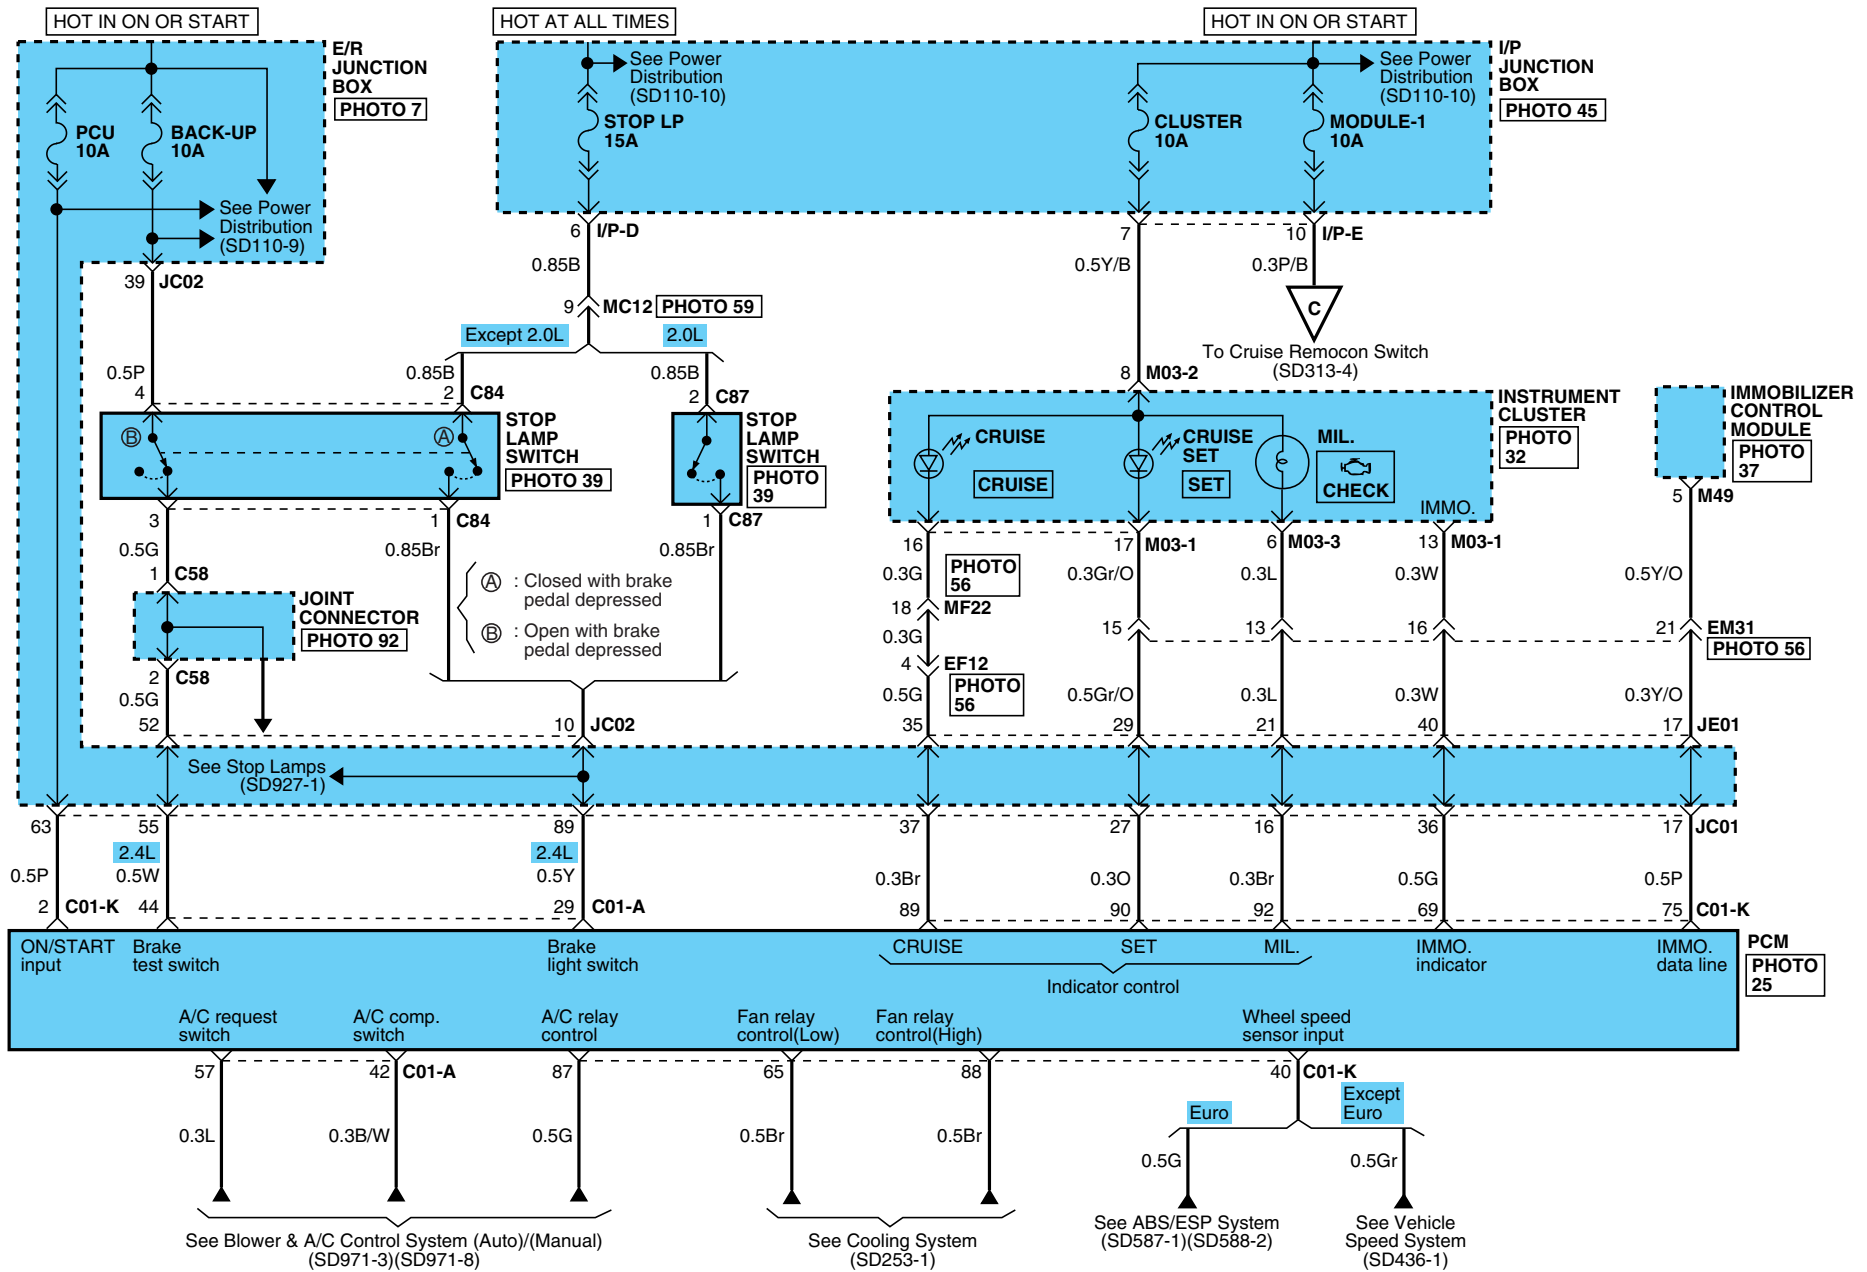 HOT IN ON OR START
HOT AT ALL TIMES
HOT IN ON OR START
E/R
JUNCTION
BOX
PHOTO 7
PCU
10A
BACK-UP
10A
See Power
Distribution
(SD110-9)
See Power
Distribution
(SD110-10)
STOP LP
15A
CLUSTER
10A
MODULE-1
10A
See Power
Distribution
(SD110-10)
I/P
JUNCTION
BOX
PHOTO 45
39 JC02
6 I/P-D
7
10 I/P-E
0.85B
0.5Y/B
0.3P/B
9 MC12 PHOTO 59
C
Except 2.0L
2.0L
To Cruise Remocon Switch
(SD313-4)
0.5P
0.85B
0.85B
4
2 C84
2 C87
8 M03-2
B
A
STOP
LAMP
SWITCH
PHOTO 39
STOP
LAMP
SWITCH
PHOTO
39
CRUISE
CRUISE
CRUISE
SET
SET
MIL.
CHECK
IMMO.
INSTRUMENT
CLUSTER
PHOTO
32
IMMOBILIZER
CONTROL
MODULE
PHOTO
37
5 M49
3
1 C84
1 C87
16
17 M03-1
6 M03-3
13 M03-1
0.5G
0.85Br
0.85Br
0.3G
PHOTO
56
0.3Gr/O
0.3L
0.3W
0.5Y/O
1 C58
A : Closed with brake
pedal depressed
B : Open with brake
pedal depressed
JOINT
CONNECTOR
PHOTO 92
18 MF22
0.3G
15
13
16
21 EM31
PHOTO 56
4 EF12
PHOTO
56
2 C58
0.5G
0.5G
0.5Gr/O
0.3L
0.3W
0.3Y/O
52
10 JC02
35
29
21
40
17 JE01
See Stop Lamps
(SD927-1)
63
55
89
37
27
16
36
17 JC01
2.4L
2.4L
0.5P
0.5W
0.5Y
0.3Br
0.3O
0.3Br
0.5G
0.5P
2 C01-K
44
29 C01-A
89
90
92
69
75 C01-K
ON/START
input
Brake
test switch
Brake
light switch
CRUISE
SET
MIL.
Indicator control
IMMO.
indicator
IMMO.
data line
PCM
PHOTO
25
A/C request
switch
A/C comp.
switch
A/C relay
control
Fan relay
control(Low)
Fan relay
control(High)
Wheel speed
sensor input
57
42 C01-A
87
65
88
40 C01-K
Euro
Except
Euro
0.3L
0.3B/W
0.5G
0.5Br
0.5Br
0.5G
0.5Gr
See Blower & A/C Control System (Auto)/(Manual)
(SD971-3)(SD971-8)
See Cooling System
(SD253-1)
See ABS/ESP System
(SD587-1)(SD588-2)
See Vehicle
Speed System
(SD436-1)